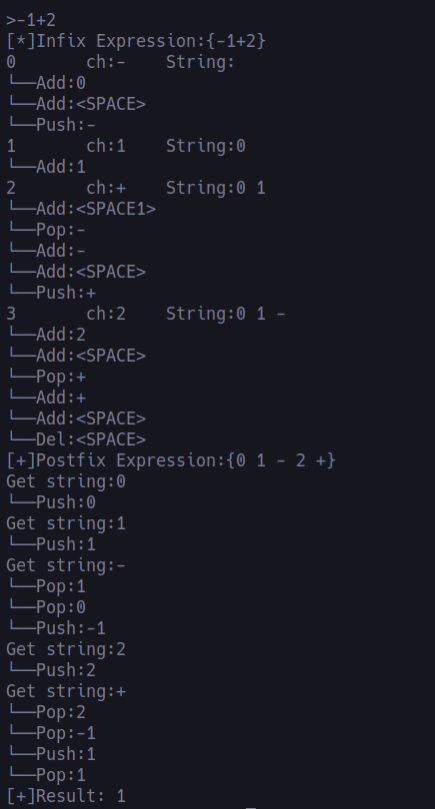 >-1+2
[*]Infix Expression:{-1+2}
0       ch:-    String:
└──Add:0
└──Add:<SPACE>
└──Push:-
1       ch:1    String:0
└──Add:1
2       ch:+    String:0 1
└──Add:<SPACE1>
└──Pop:-
└──Add:-
└──Add:<SPACE>
└──Push:+
3       ch:2    String:0 1 -
└──Add:2
└──Add:<SPACE>
└──Pop:+
└──Add:+
└──Add:<SPACE>
└──Del:<SPACE>
[+]Postfix Expression:{0 1 - 2 +}
Get string:0
└──Push:0
Get string:1
└──Push:1
Get string:-
└──Pop:1
└──Pop:0
└──Push:-1
Get string:2
└──Push:2
Get string:+
└──Pop:2
└──Pop:-1
└──Push:1
└──Pop:1
[+]Result: 1